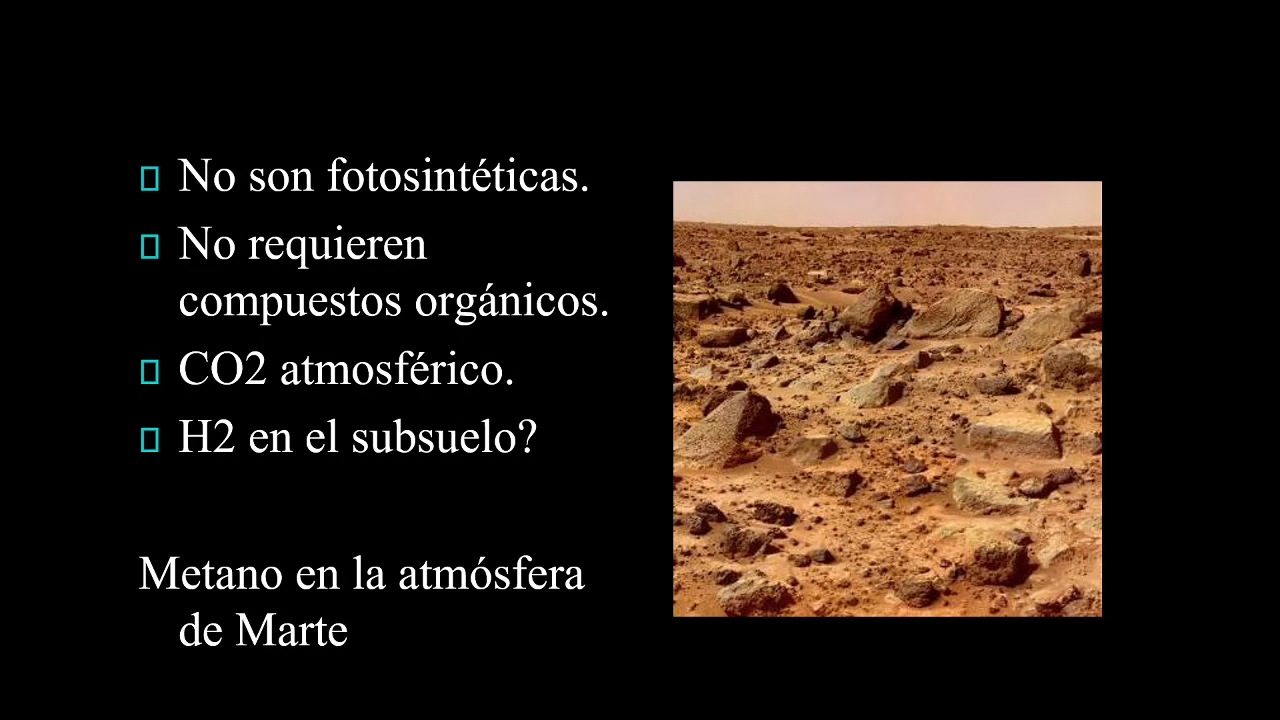 No son fotosintéticas.
No requieren
compuestos orgánicos.
CO2 atmosférico.
H2 en el subsuelo?
Metano en la atmósfera
de Marte